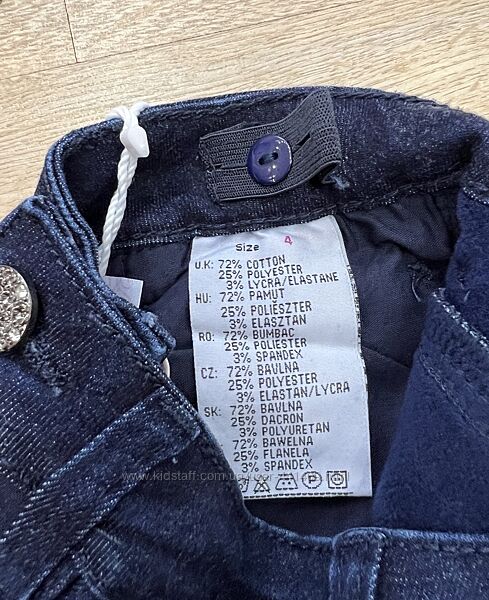 Size 4
U.K: 72% COTTON
25% POLYESTER
3% LYCRA/ELASTANE
HU: 72% PAMUT
25% POLIÉSZTER
3% ELASZTAN
RO: 72% BUMBAC
25% POLIESTER
3% SPANDEX
CZ: 72% BAVLNA
25% POLYESTER
3% ELASTAN/LYCRA
SK: 72% BAVLNA
25% DACRON
3% POLYURETAN
72% BAWELNA
25% FLANELA
3% SPANDEX
P
www.kidstaff.com.ua